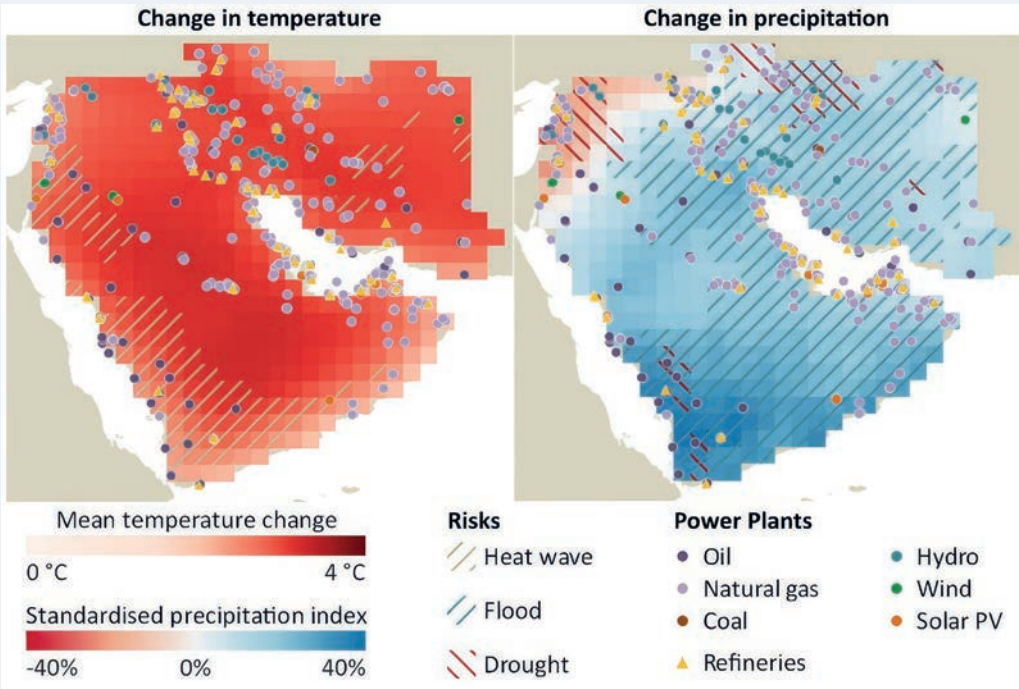 Change in temperature
Change in precipitation
Mean temperature change
0 °C
4 °C
Standardised precipitation index
-40%
0%
40%
Risks
Heat wave
Flood
Drought
Power Plants
Oil
Natural gas
Coal
Refineries
Hydro
Wind
Solar PV